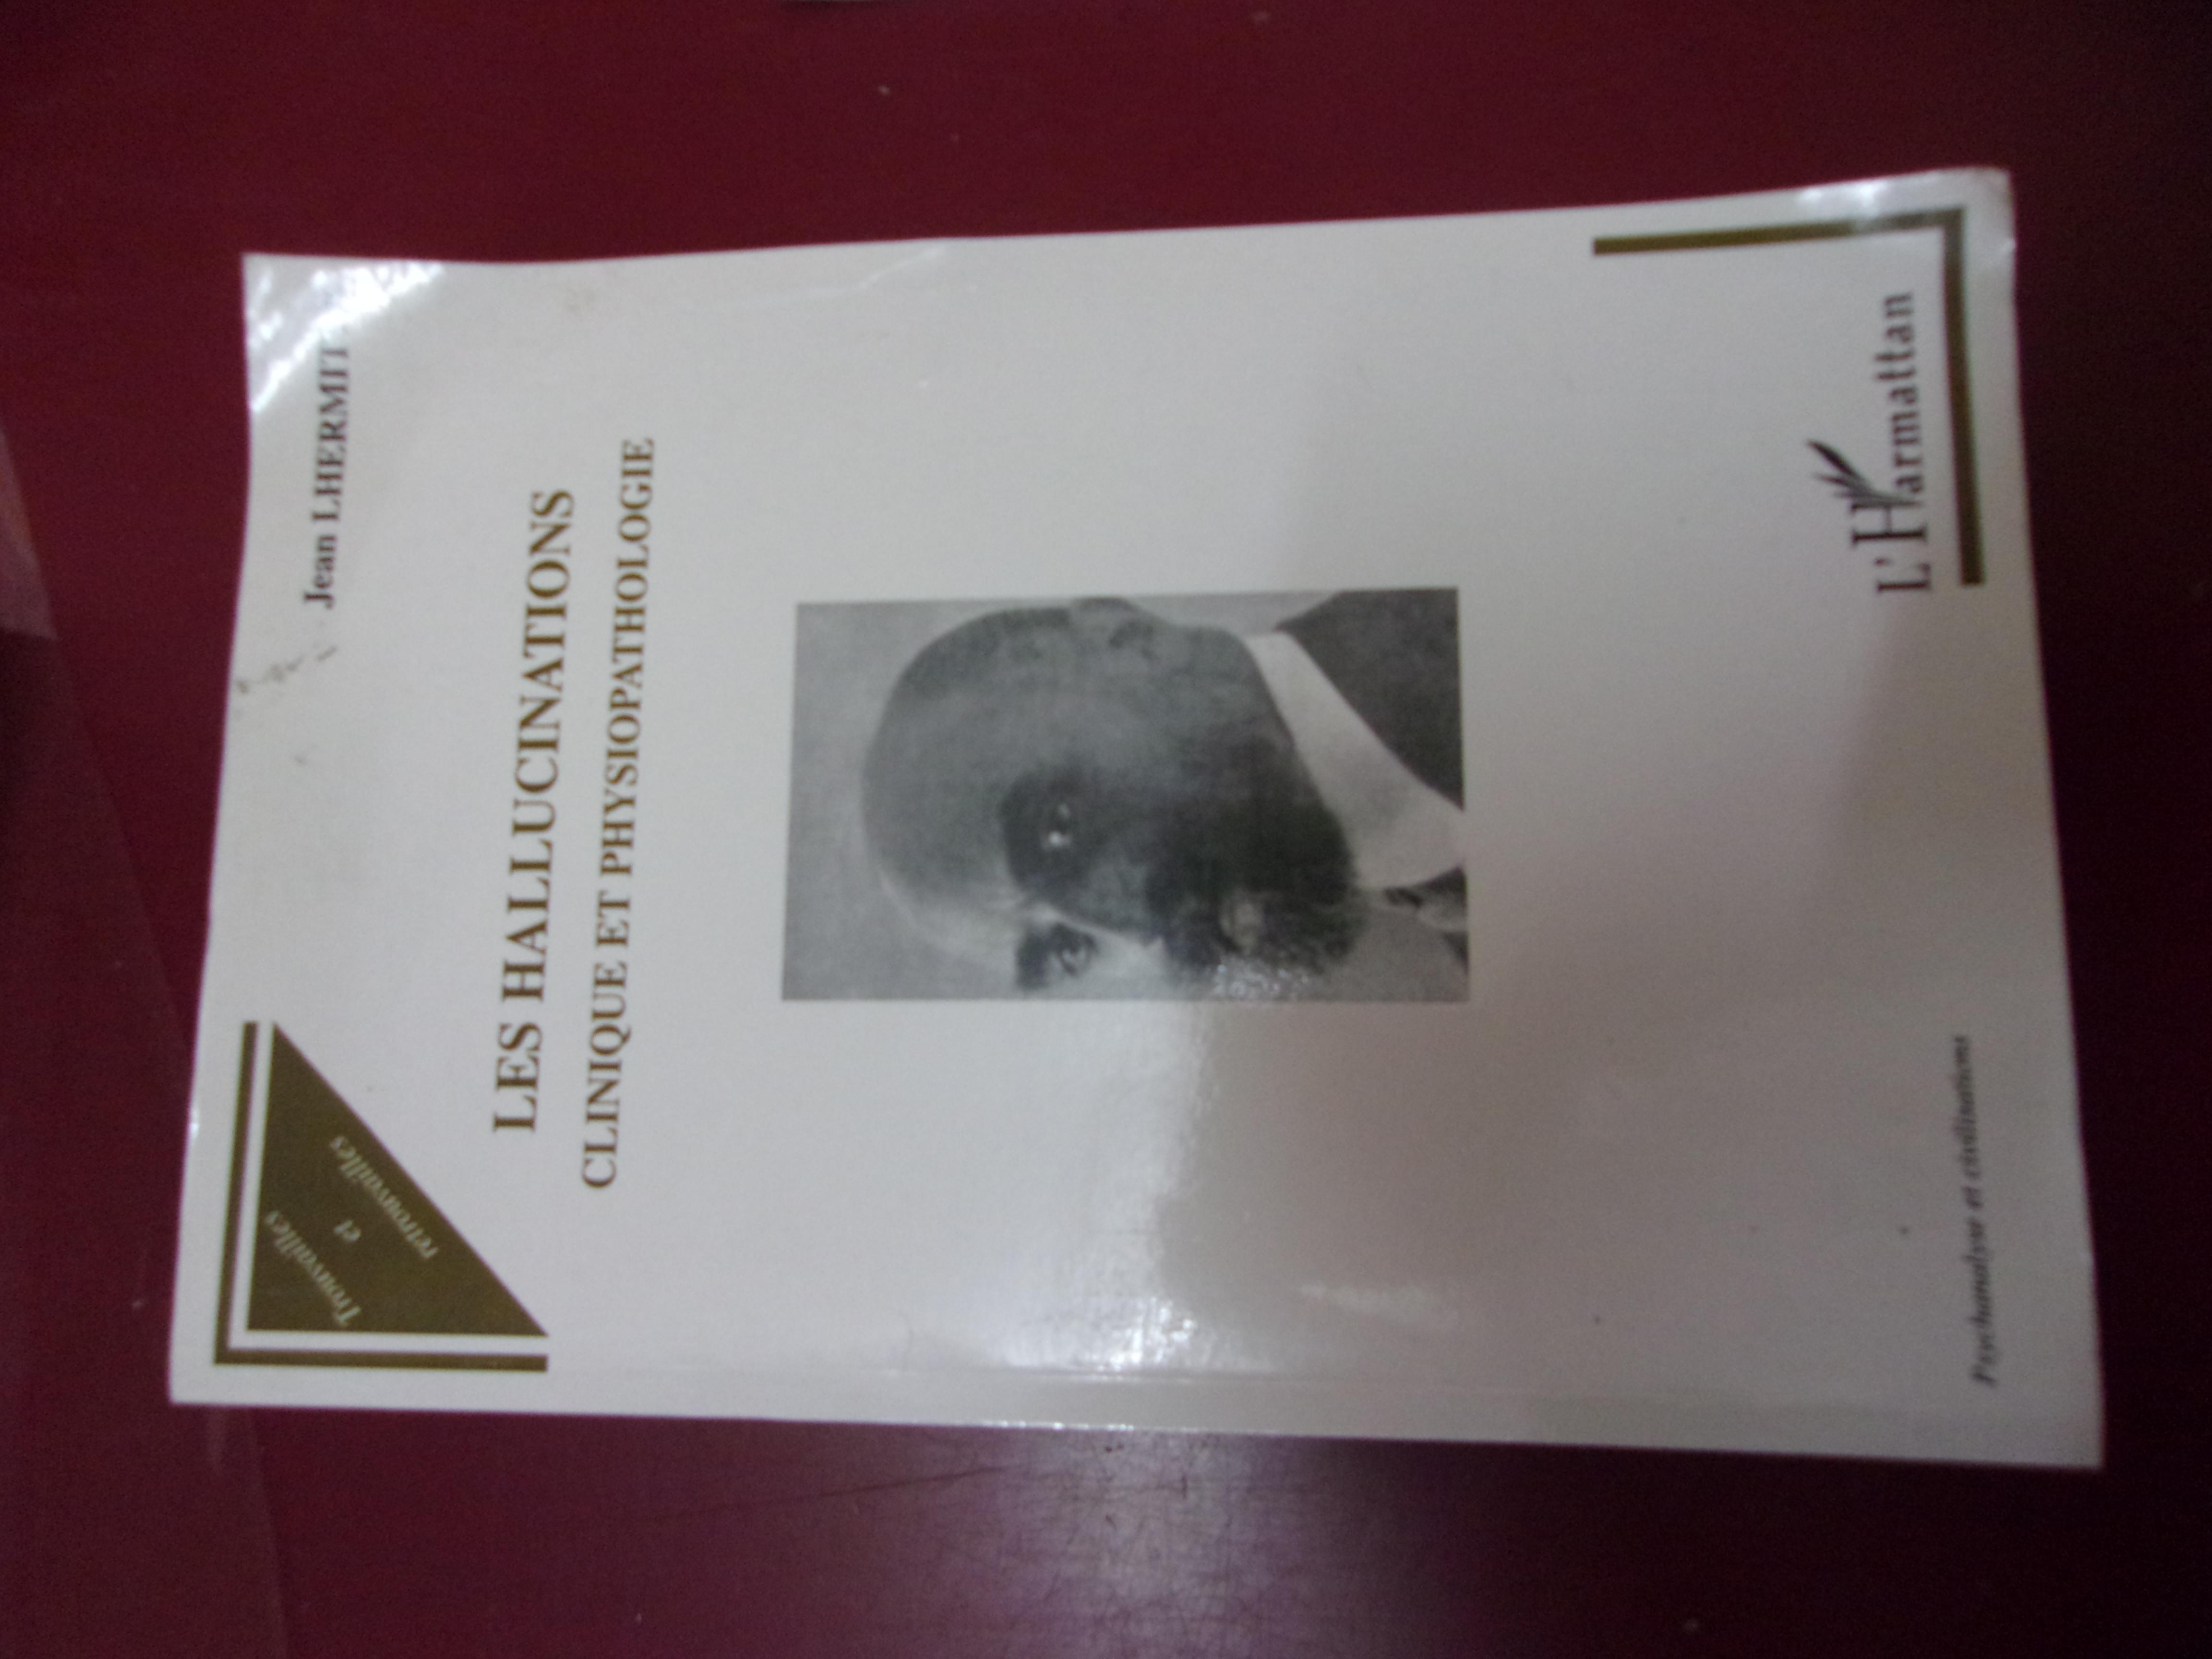 Jean LHERMIT
Trouvailles
et
retrouvailles
LES HALLUCINATIONS
CLINIQUE ET PHYSIOPATHOLOGIE
L'Harmattan
Psychanalyse et civilisations